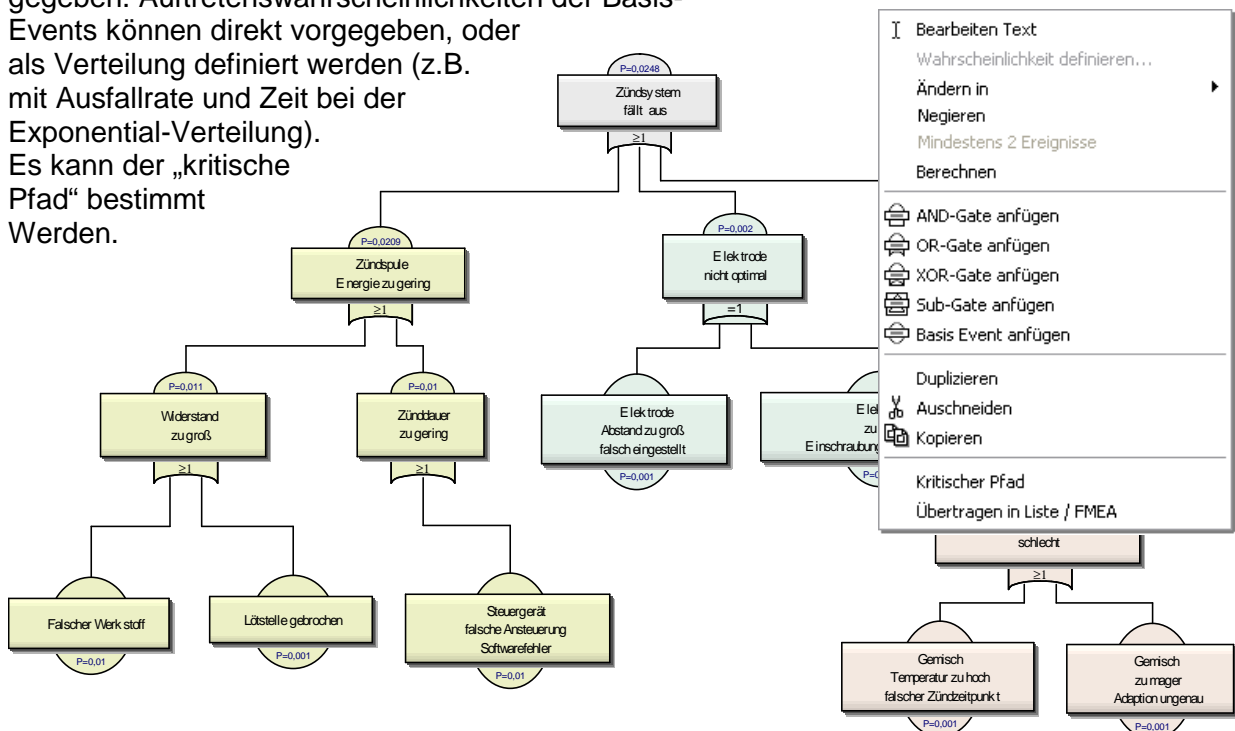 gegeben. Auftretenswahrscheinlichkeiten der Basis-
Events können direkt vorgegeben, oder
als Verteilung definiert werden (z.B.
mit Ausfallrate und Zeit bei der
Exponential-Verteilung).
Es kann der „kritische
Pfad“ bestimmt
Werden.
P=0,0248
Zündsystem
fällt aus
≥1
P=0,0209
Zündspule
Energie zu gering
≥1
P=0,002
Elektrode
nicht optimal
=1
P=0,011
Widerstand
zu groß
≥1
P=0,01
Zünddauer
zu gering
≥1
Elektrode
Abstand zu groß
falsch eingestellt
P=0,001
zu
Einschraubung
Falscher Werkstoff
P=0,01
Lötstelle gebrochen
P=0,001
Steuergerät
falsche Ansteuerung
Softwarefehler
P=0,01
schlecht
≥1
Gemisch
Temperatur zu hoch
falscher Zündzeitpunkt
P=0,001
Gemisch
zu mager
Adaption ungenau
P=0,001
Bearbeiten Text
Wahrscheinlichkeit definieren...
Ändern in
Negieren
Mindestens 2 Ereignisse
Berechnen
AND-Gate anfügen
OR-Gate anfügen
XOR-Gate anfügen
Sub-Gate anfügen
Basis Event anfügen
Duplizieren
Auschneiden
Kopieren
Kritischer Pfad
Übertragen in Liste / FMEA